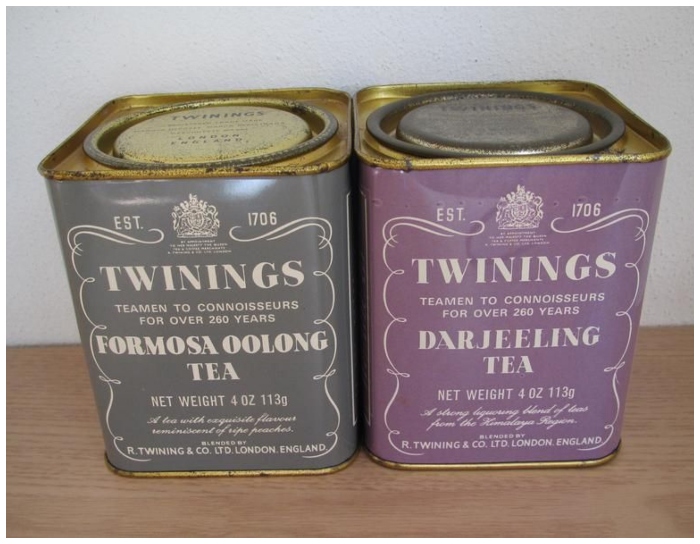 TWININGS
LONDON
ENGLAND.
TWININGS
EST. 1706
TWININGS
TEAMEN TO CONNOISSEURS
FOR OVER 260 YEARS
FORMOSA OOLONG
TEA
NET WEIGHT 4 OZ 113g
A tea with exquisite flavour
reminiscent of ripe peaches.
BLENDED BY
R. TWINING & CO. LTD. LONDON. ENGLAND.
EST. 1706
TWININGS
TEAMEN TO CONNOISSEURS
FOR OVER 260 YEARS
DARJEELING
TEA
NET WEIGHT 4 OZ 113g
A strong liquoring blend of teas
from the Himalaya Region.
BLENDED BY
R. TWINING & CO. LTD. LONDON. ENGLAND.